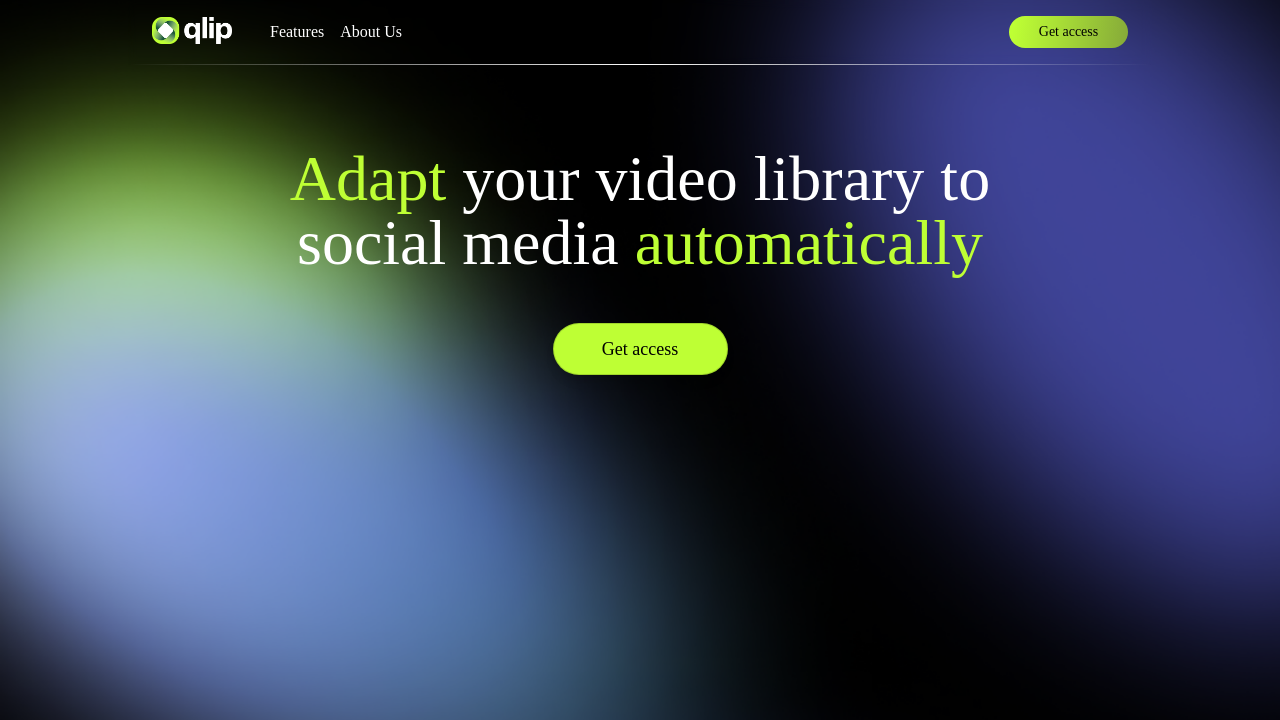 qlip
Features
About Us
Get access
Adapt your video library to
social media automatically
Get access